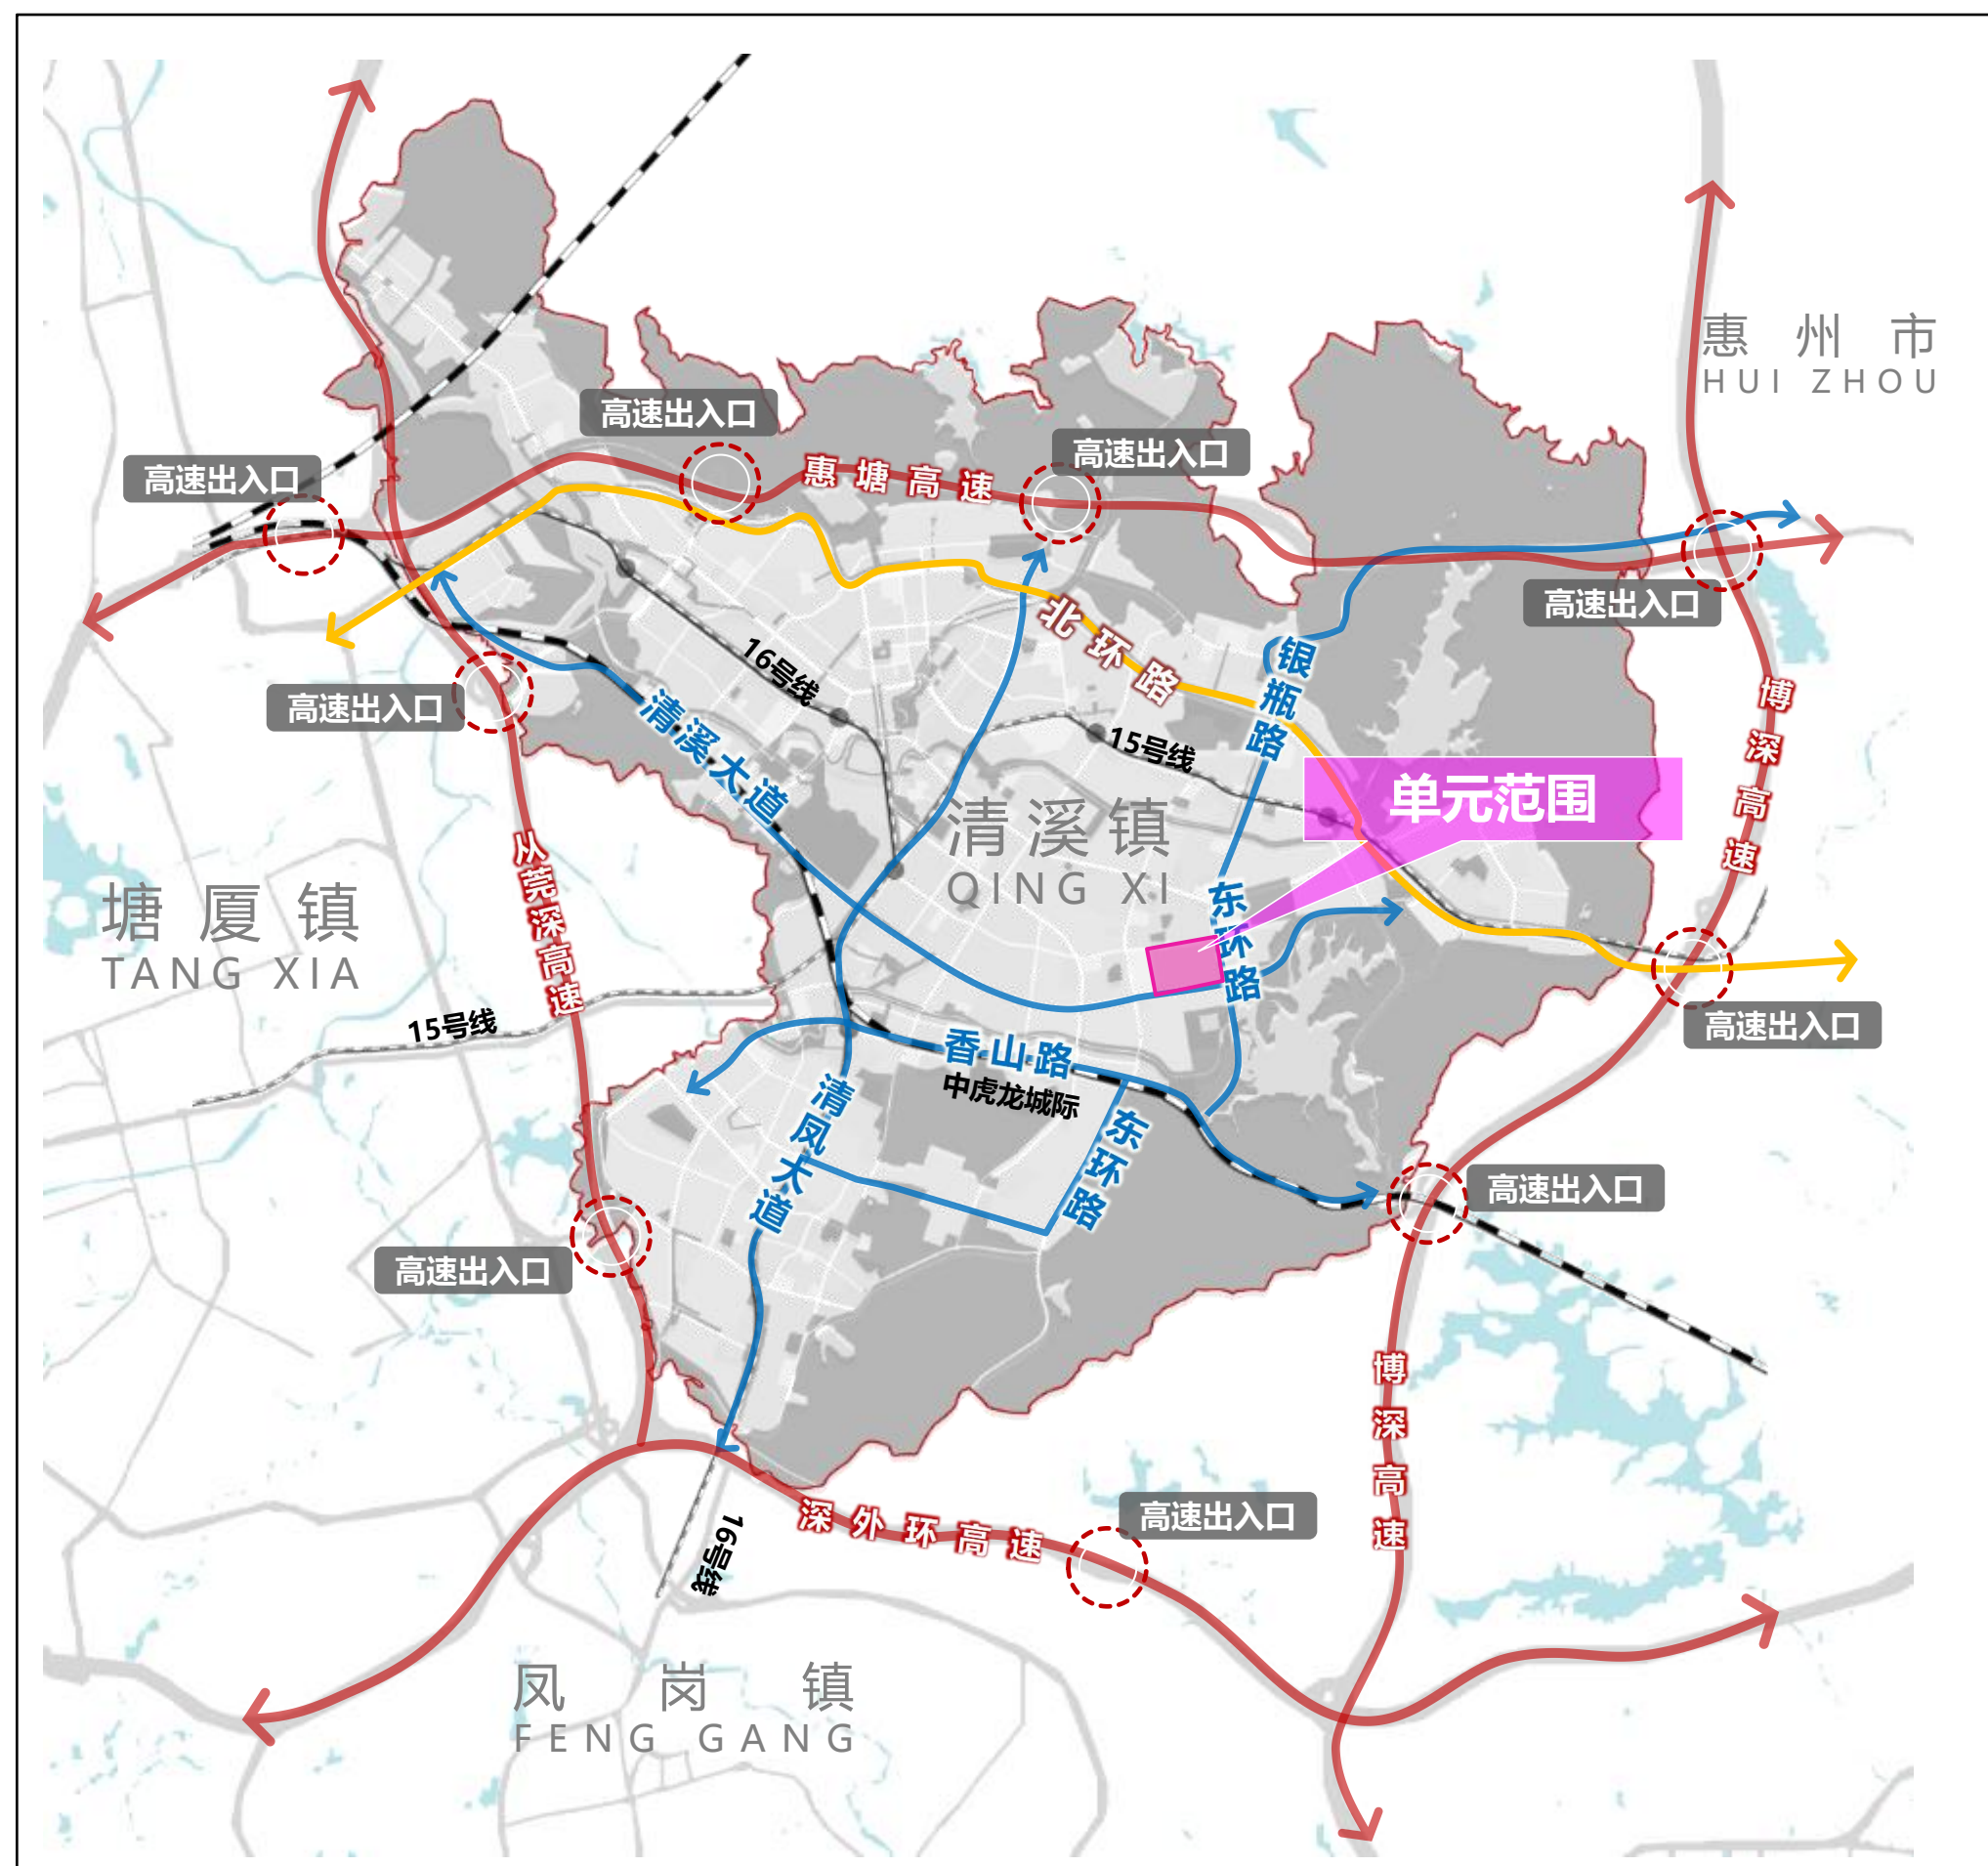 惠州市
HUI ZHOU
高速出入口
高速出入口
高速出入口
惠塘高速
高速出入口
北环路
银瓶路
16号线
高速出入口
清溪大道
15号线
博深高速
单元范围
清溪镇
QING XI
从莞深高速
塘厦镇
TANG XIA
东环路
15号线
高速出入口
香山路
中虎龙城际
清凤大道
东环路
高速出入口
高速出入口
博深高速
深外环高速
高速出入口
16号线
凤岗镇
FENG GANG